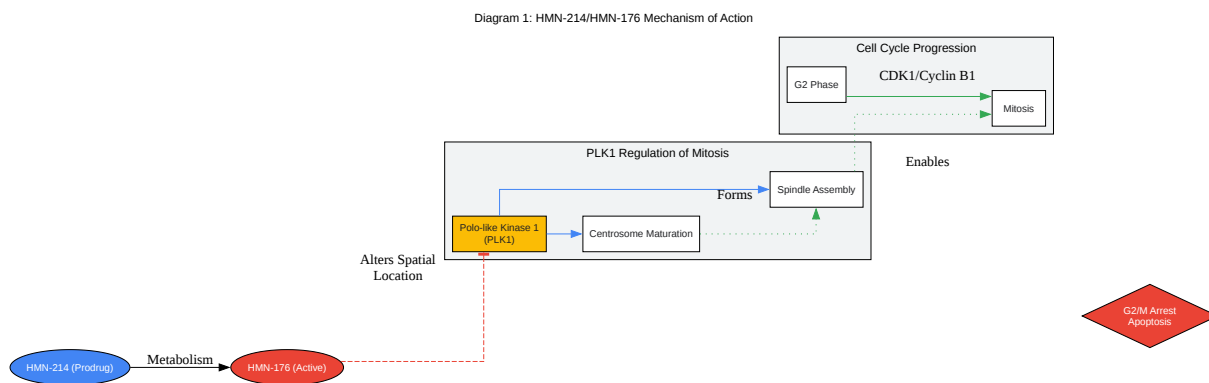 Diagram 1: HMN-214/HMN-176 Mechanism of Action
Cell Cycle Progression
G2 Phase
CDK1/Cyclin B1
Mitosis
PLK1 Regulation of Mitosis
Enables
Spindle Assembly
Forms
Polo-like Kinase 1
(PLK1)
Centrosome Maturation
Alters Spatial
Location
G2/M Arrest
Apoptosis
HMN-214 (Prodrug)
Metabolism
HMN-176 (Active)